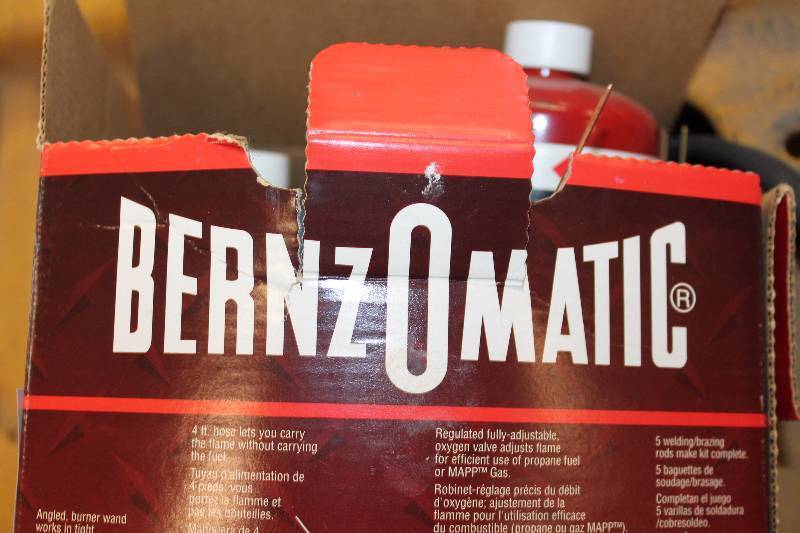 BERNZOMATIC®
4 ft. hose lets you carry
the flame without carrying
the fuel
Tuyau d'alimentation de
4 pieds, vous
portez la flamme et
pas les bouteilles.
Manguera de 4
Angled, burner wand
works in tight
Regulated fully-adjustable,
oxygen valve adjusts flame
for efficient use of propane fuel
or MAPP™ Gas.
Robinet-réglage précis du débit
d'oxygène; ajustement de la
flamme pour l'utilisation efficace
du combustible (propane ou gaz MAPP™).
5 welding/brazing
rods make kit complete.
5 baguettes de
soudage/brasage.
Completan el juego
5 varillas de soldadura
/cobresoldeo.